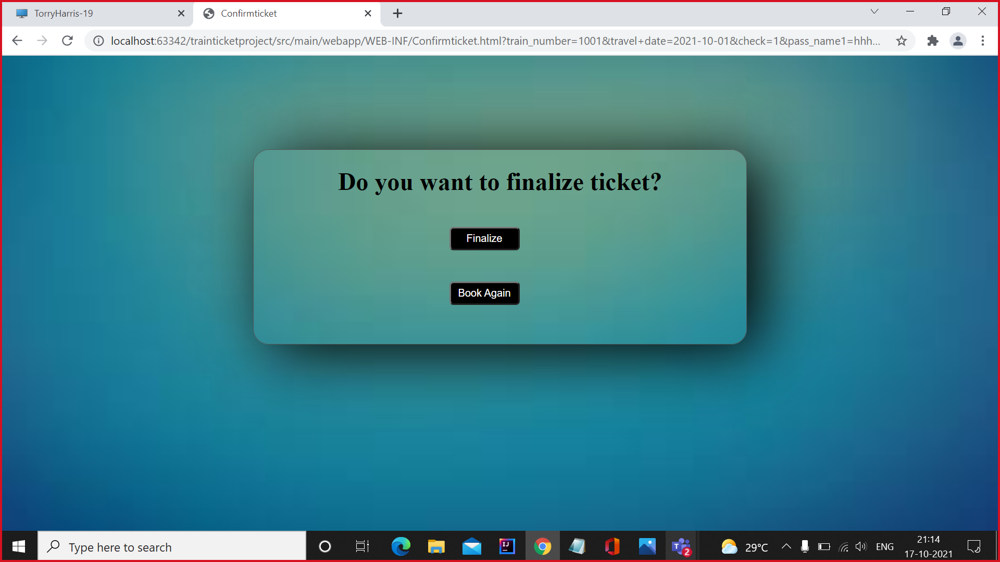 TorryHarris-19
Confirmticket
localhost:63342/trainticketproject/src/main/webapp/WEB-INF/Confirmticket.html?train_number=1001&travel+date=2021-10-01&check=1&pass_name1=hhh...
Do you want to finalize ticket?
Finalize
Book Again
Type here to search
29°C
ENG
21:14
17-10-2021
IJ
T
2